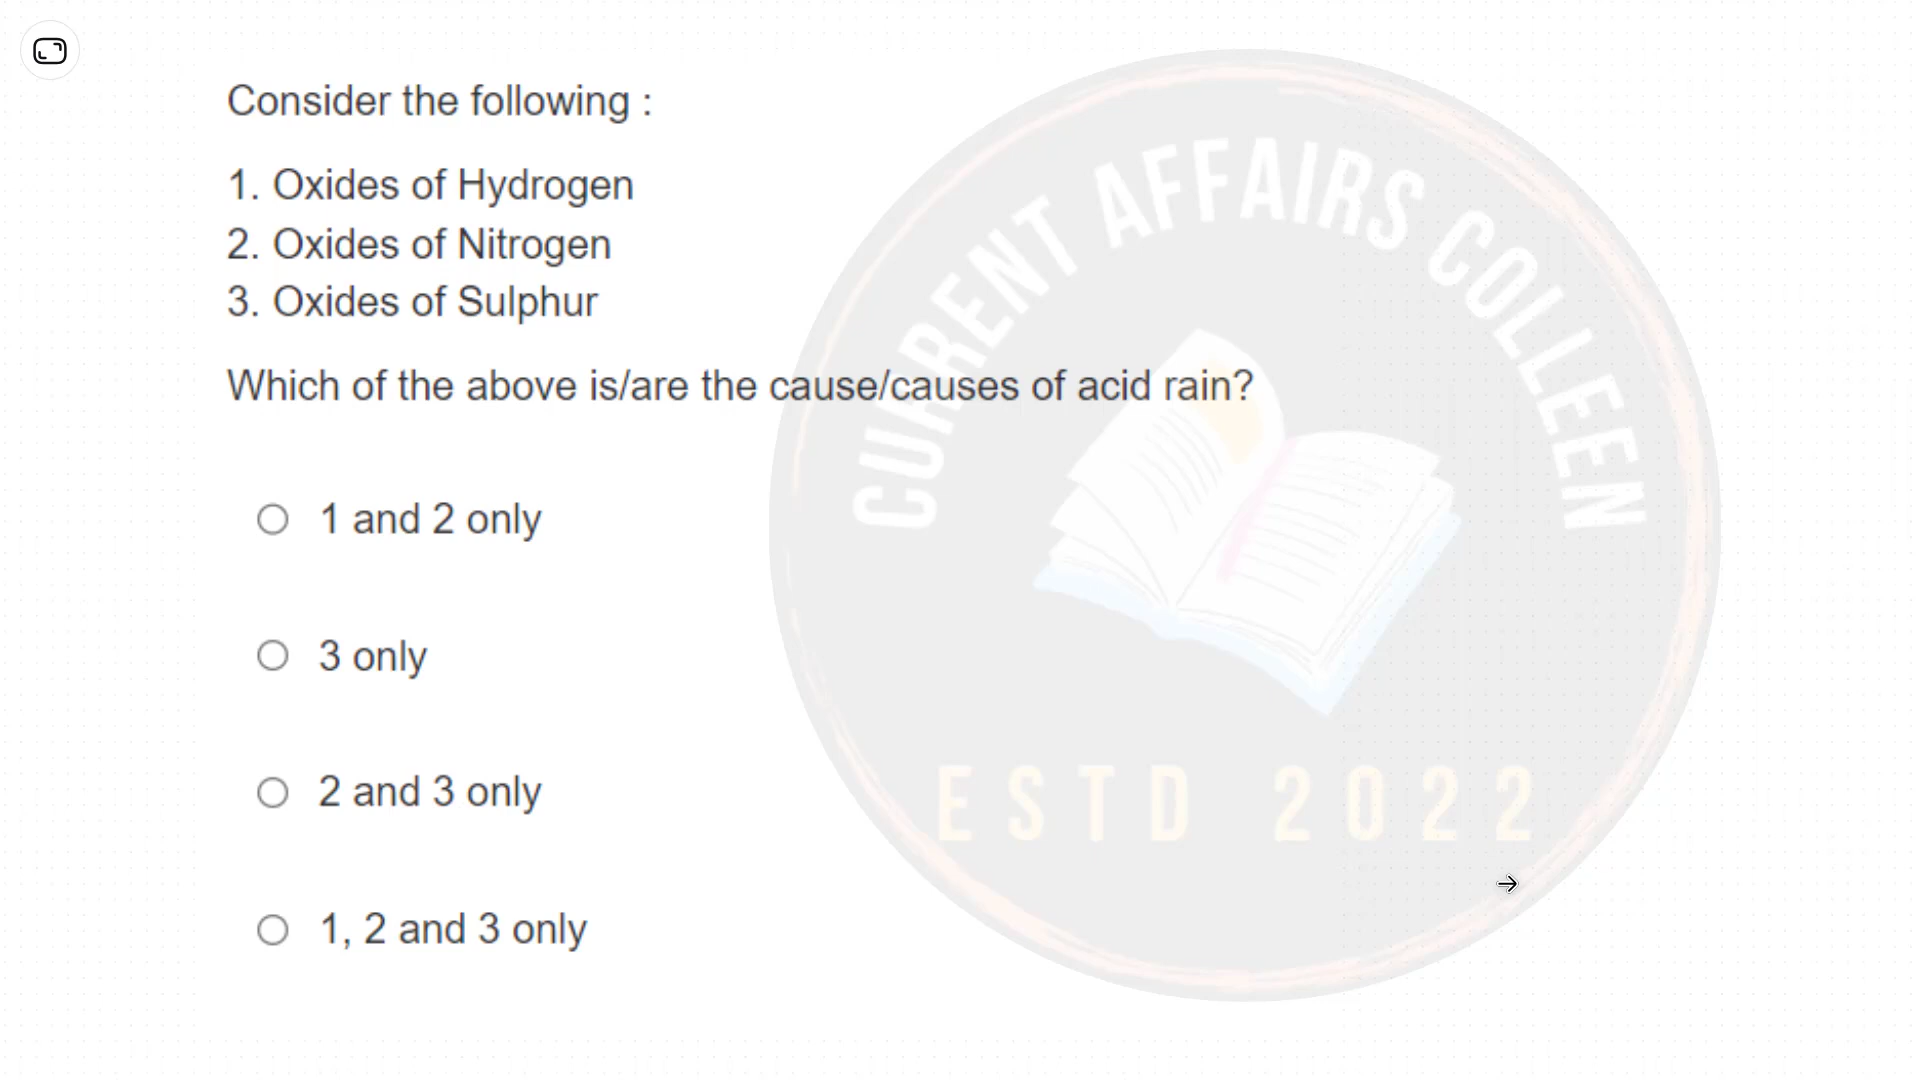 Consider the following :
1. Oxides of Hydrogen
2. Oxides of Nitrogen
3. Oxides of Sulphur
Which of the above is/are the cause/causes of acid rain?
1 and 2 only
3 only
2 and 3 only
1, 2 and 3 only
CURRENT AFFAIRS COLLEEN
ESTD 2022